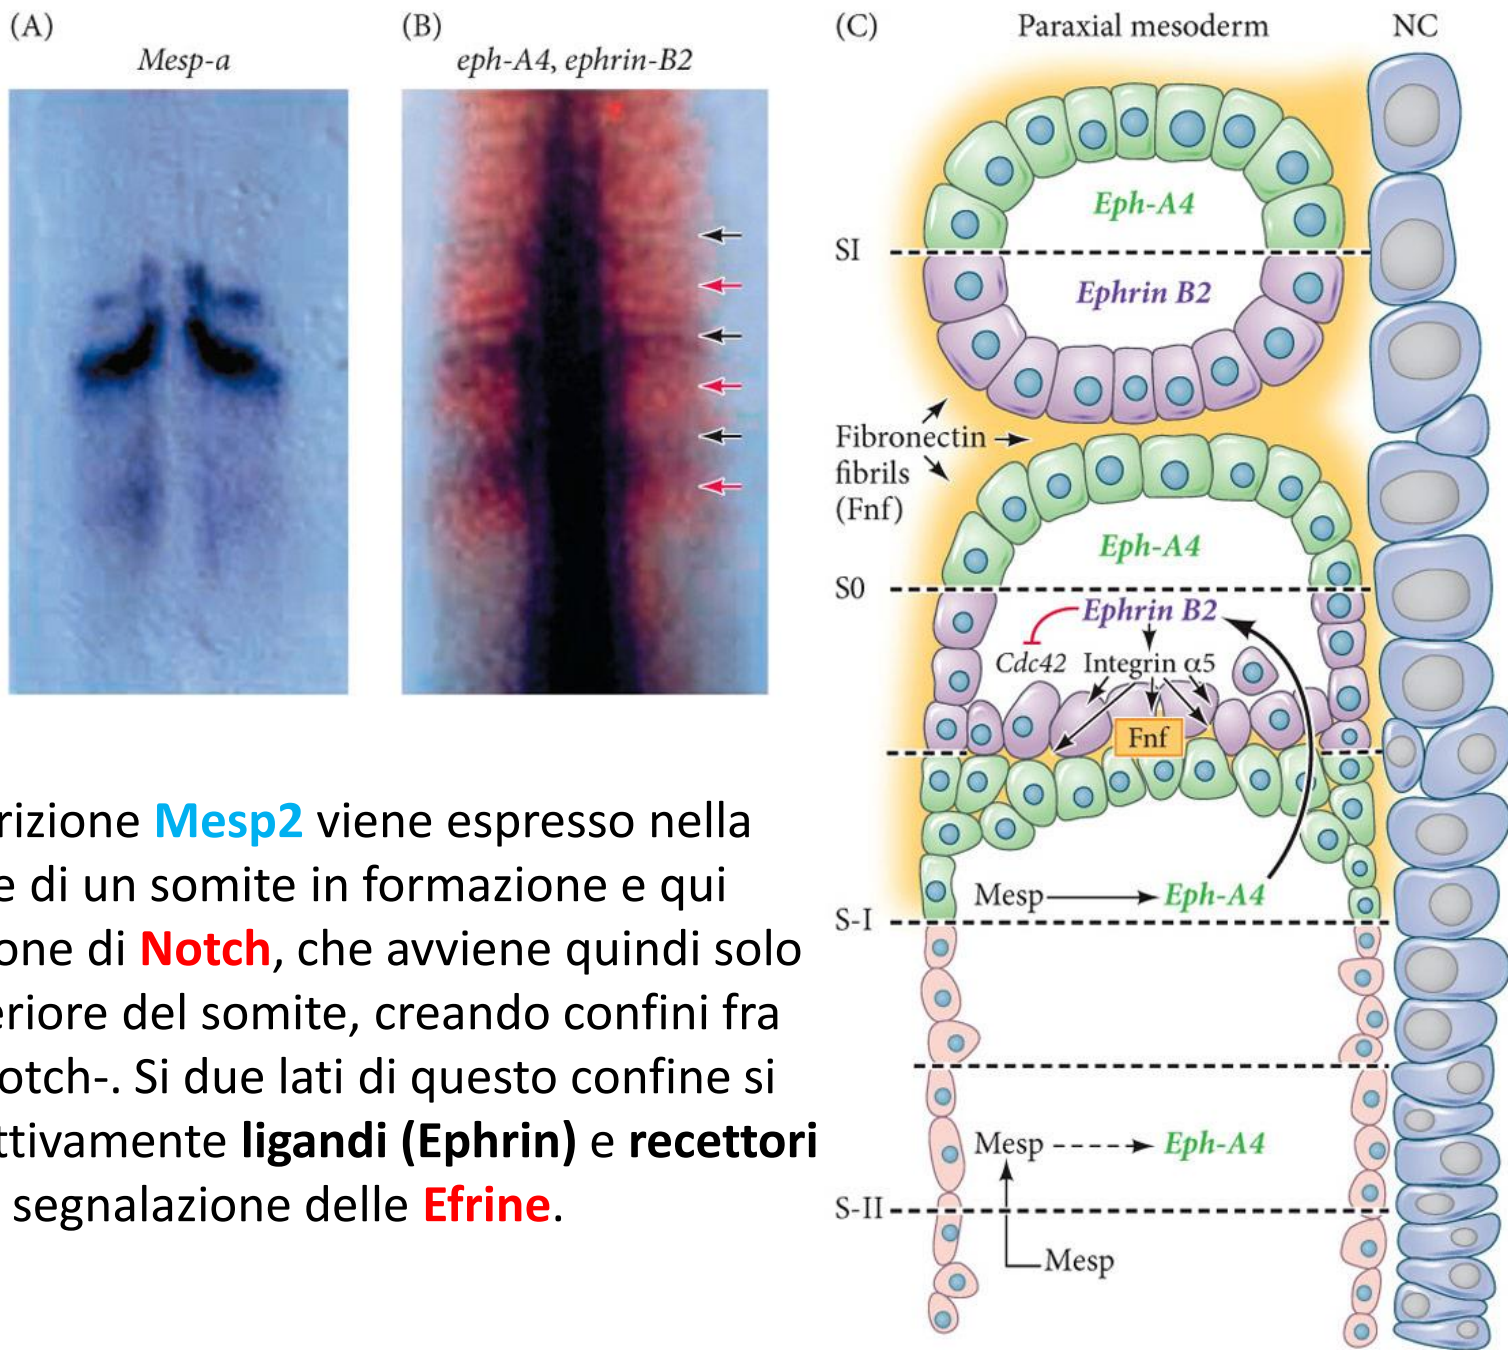 (A)
Mesp-a
(B)
eph-A4, ephrin-B2
(C)
Paraxial mesoderm
NC
Eph-A4
SI
Ephrin B2
Fibronectin
fibrils
(Fnf)
Eph-A4
S0
Ephrin B2
Cdc42 Integrin α5
Fnf
Mesp Eph-A4
S-I
Mesp Eph-A4
S-II
Mesp
rizione Mesp2 viene espresso nella
e di un somite in formazione e qui
one di Notch, che avviene quindi solo
eriore del somite, creando confini fra
otch-. Si due lati di questo confine si
ttivamente ligandi (Ephrin) e recettori
segnalazione delle Efrine.